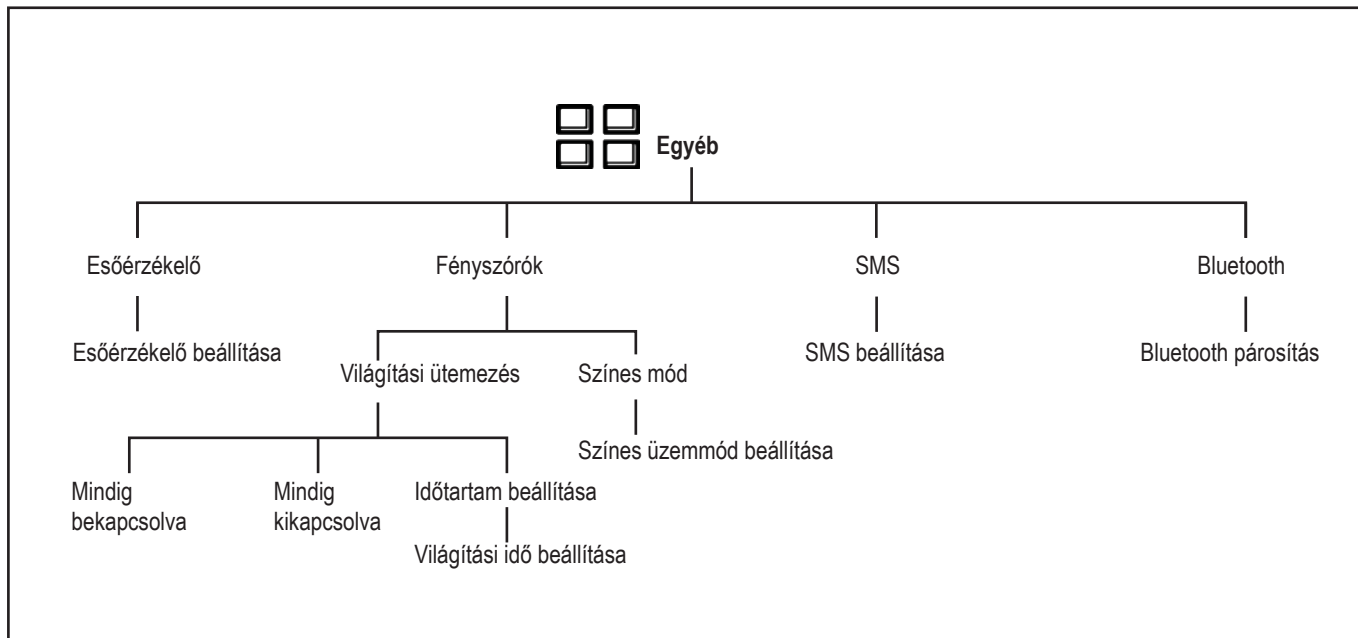 Egyéb
Esőérzékelő
Fényszórók
SMS
Bluetooth
Esőérzékelő beállítása
Világítási ütemezés
Színes mód
SMS beállítása
Bluetooth párosítás
Színes üzemmód beállítása
Mindig
bekapcsolva
Mindig
kikapcsolva
Időtartam beállítása
Világítási idő beállítása